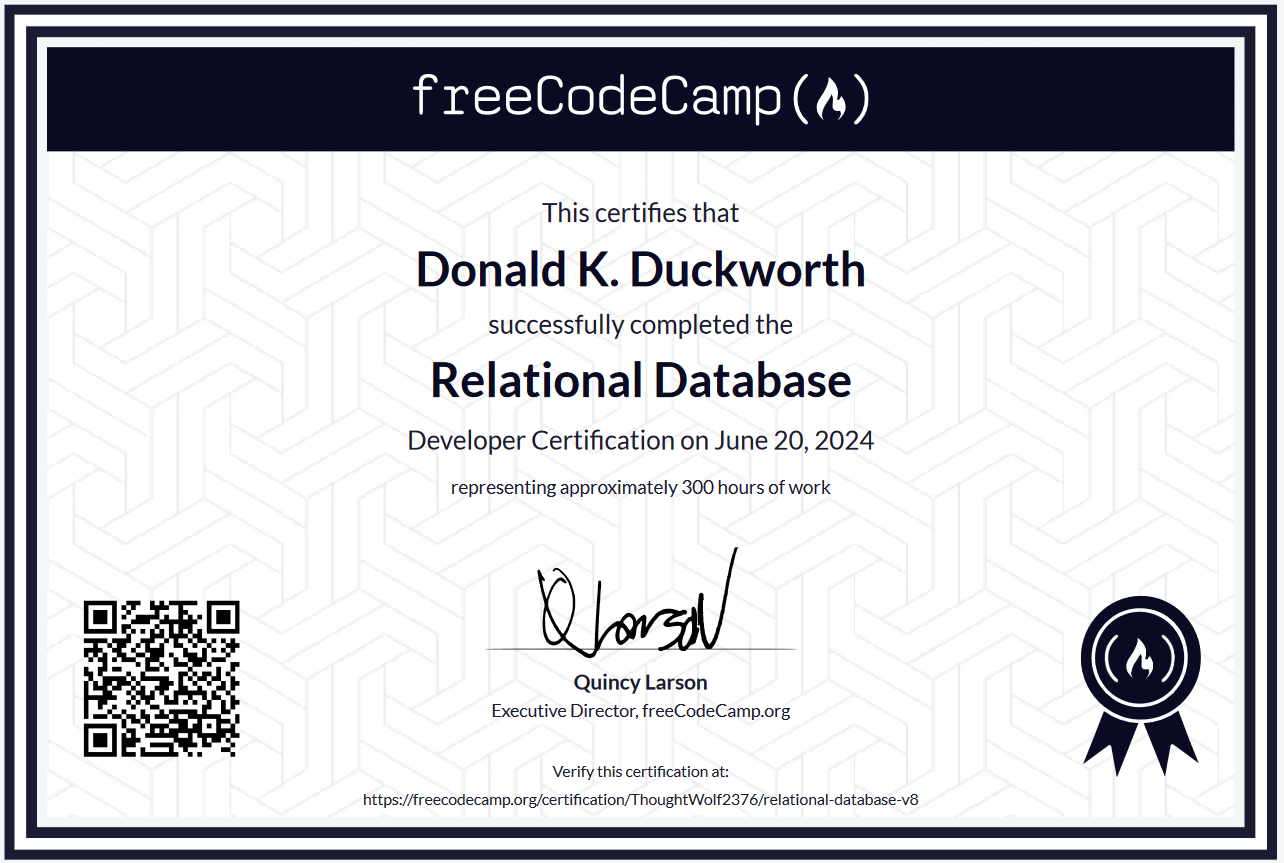 freeCodeCamp
This certifies that
Donald K. Duckworth
successfully completed the
Relational Database
Developer Certification on June 20, 2024
representing approximately 300 hours of work
Q Larson
Quincy Larson
Executive Director, freeCodeCamp.org
Verify this certification at:
https://freecodecamp.org/certification/ThoughtWolf2376/relational-database-v8